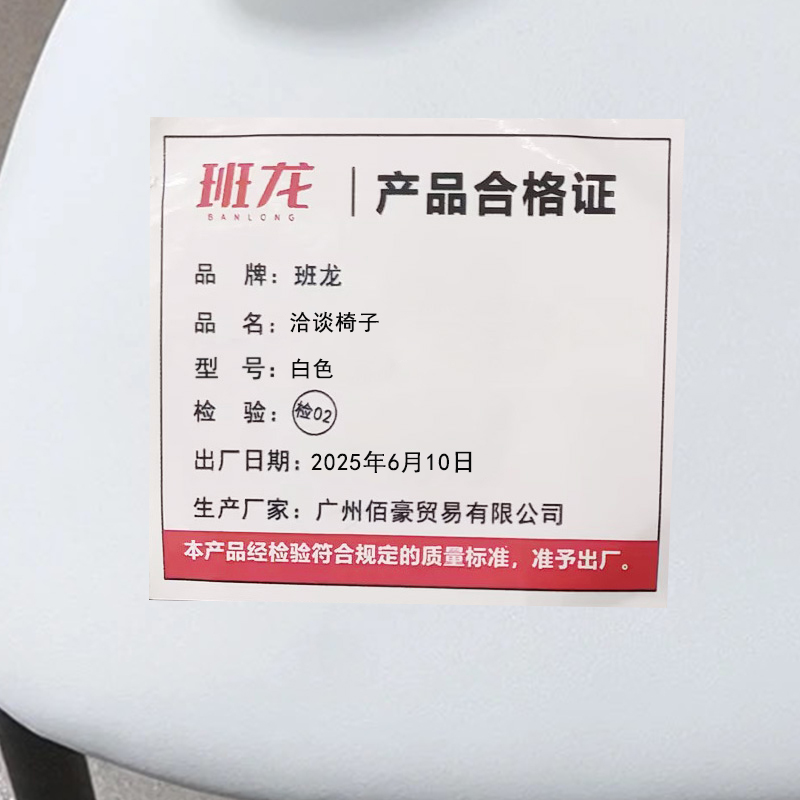 班龙 | 产品合格证
BANLONG
品 牌：班龙
品 名：洽谈椅子
型 号：白色
检 验：检02
出厂日期：2025年6月10日
生产厂家：广州佰豪贸易有限公司
本产品经检验符合规定的质量标准，准予出厂。